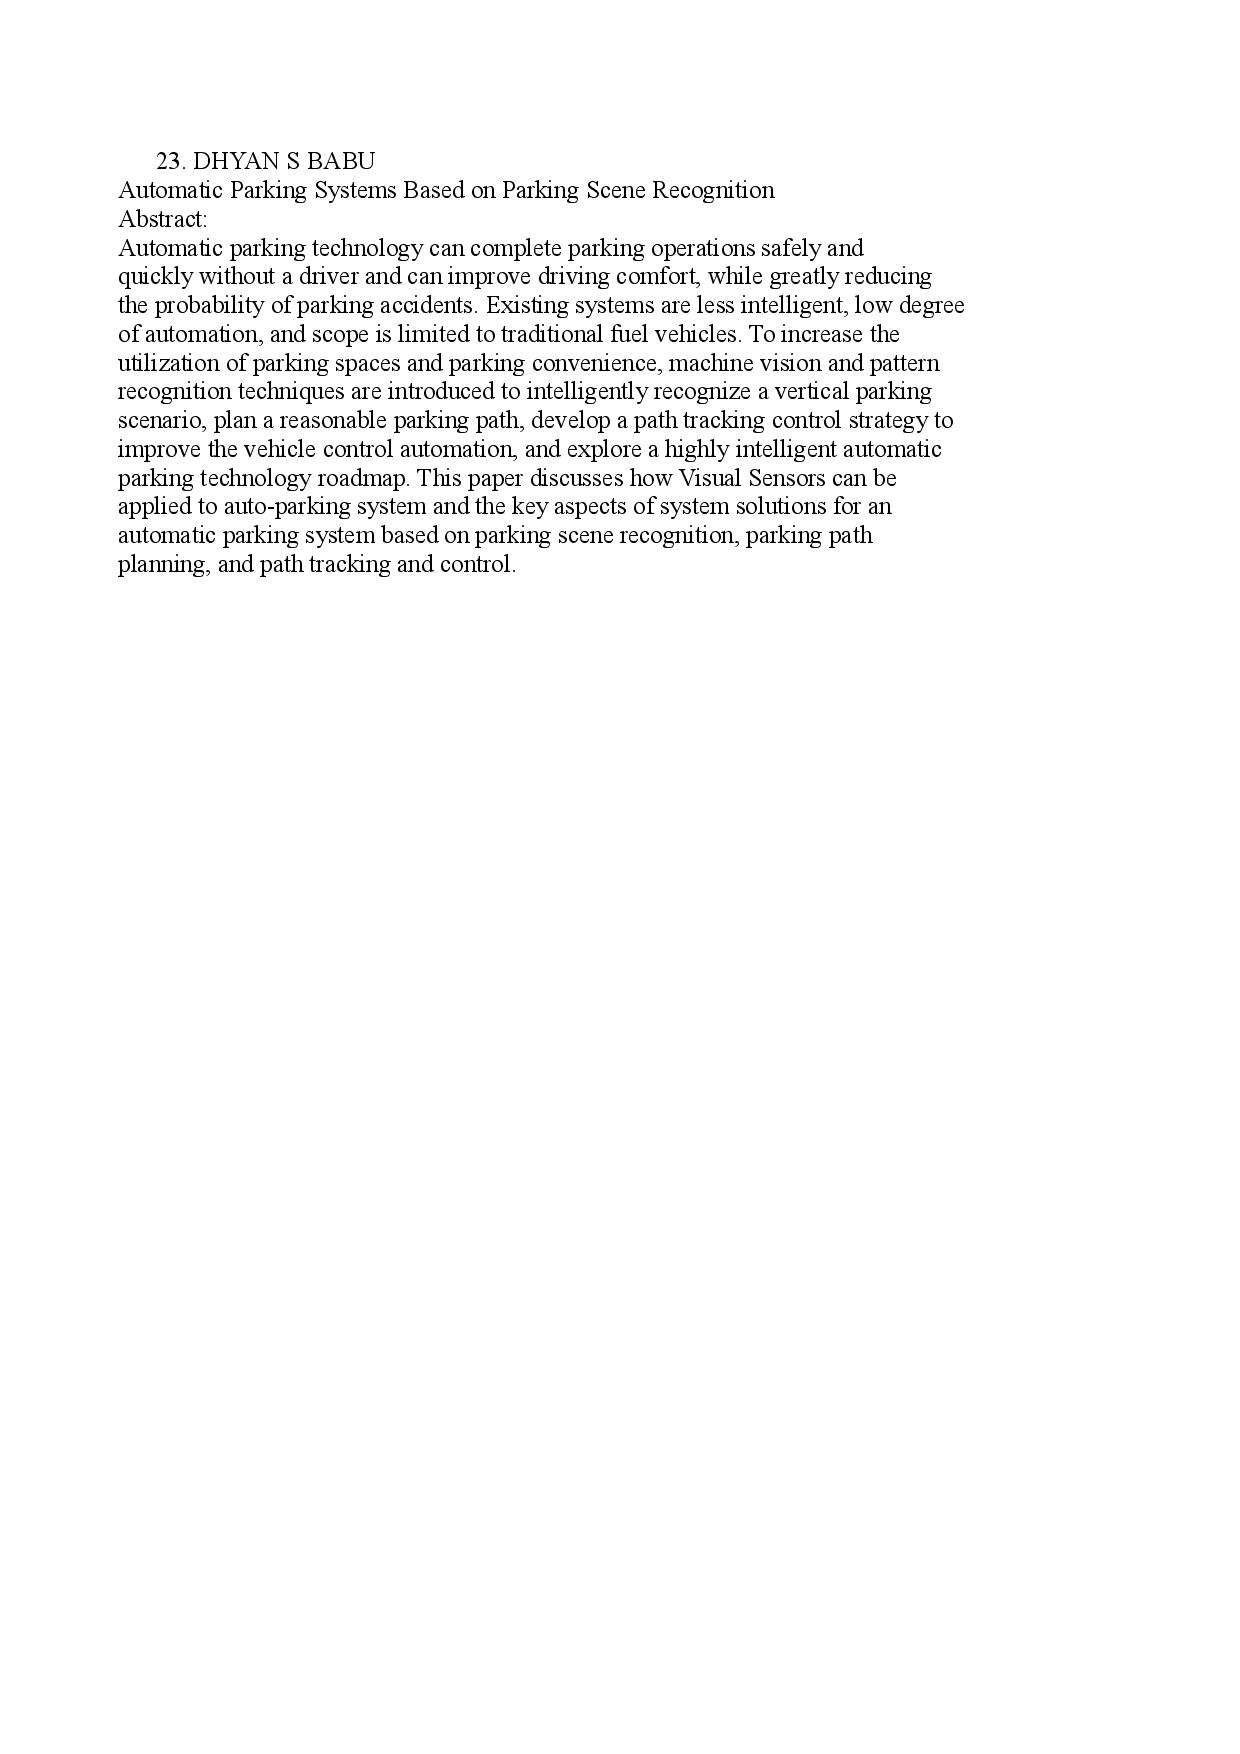 23. DHYAN S BABU
Automatic Parking Systems Based on Parking Scene Recognition
Abstract:
Automatic parking technology can complete parking operations safely and
quickly without a driver and can improve driving comfort, while greatly reducing
the probability of parking accidents. Existing systems are less intelligent, low degree
of automation, and scope is limited to traditional fuel vehicles. To increase the
utilization of parking spaces and parking convenience, machine vision and pattern
recognition techniques are introduced to intelligently recognize a vertical parking
scenario, plan a reasonable parking path, develop a path tracking control strategy to
improve the vehicle control automation, and explore a highly intelligent automatic
parking technology roadmap. This paper discusses how Visual Sensors can be
applied to auto-parking system and the key aspects of system solutions for an
automatic parking system based on parking scene recognition, parking path
planning, and path tracking and control.